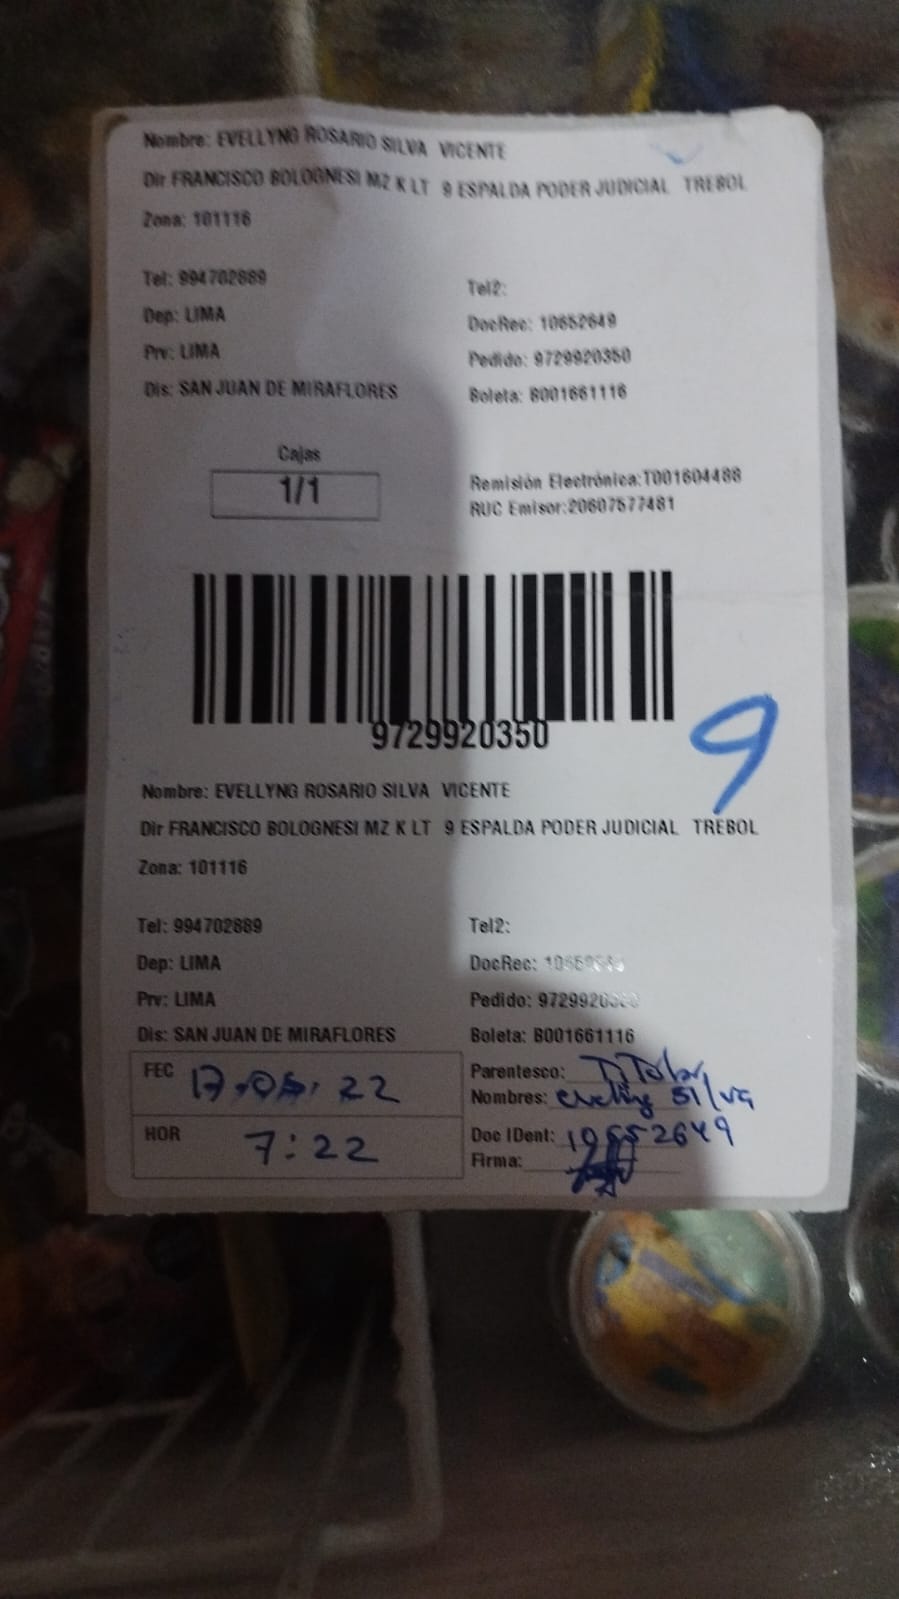 Nombre: EVELLYNG ROSARIO SILVA VICENTE
Dir FRANCISCO BOLOGNESI MZ K LT 9 ESPALDA PODER JUDICIAL TREBOL
Zona: 101116
Tel: 994702889
Tel2:
Dep: LIMA
DocRec: 10652649
Prv: LIMA
Pedido: 9729920350
Dis: SAN JUAN DE MIRAFLORES
Boleta: B001661116
Cajas
1/1
Remisión Electrónica:T001604488
RUC Emisor:20607577481
9729920350
9
Nombre: EVELLYNG ROSARIO SILVA VICENTE
Dir FRANCISCO BOLOGNESI MZ K LT 9 ESPALDA PODER JUDICIAL TREBOL
Zona: 101116
Tel: 994702889
Tel2:
Dep: LIMA
DocRec:
Prv: LIMA
Pedido:
Dis: SAN JUAN DE MIRAFLORES
Boleta: B001661116
FEC
Parentesco: Titular
Nombres: Silva
HOR 7:22
Doc IDent: 10652649
Firma: